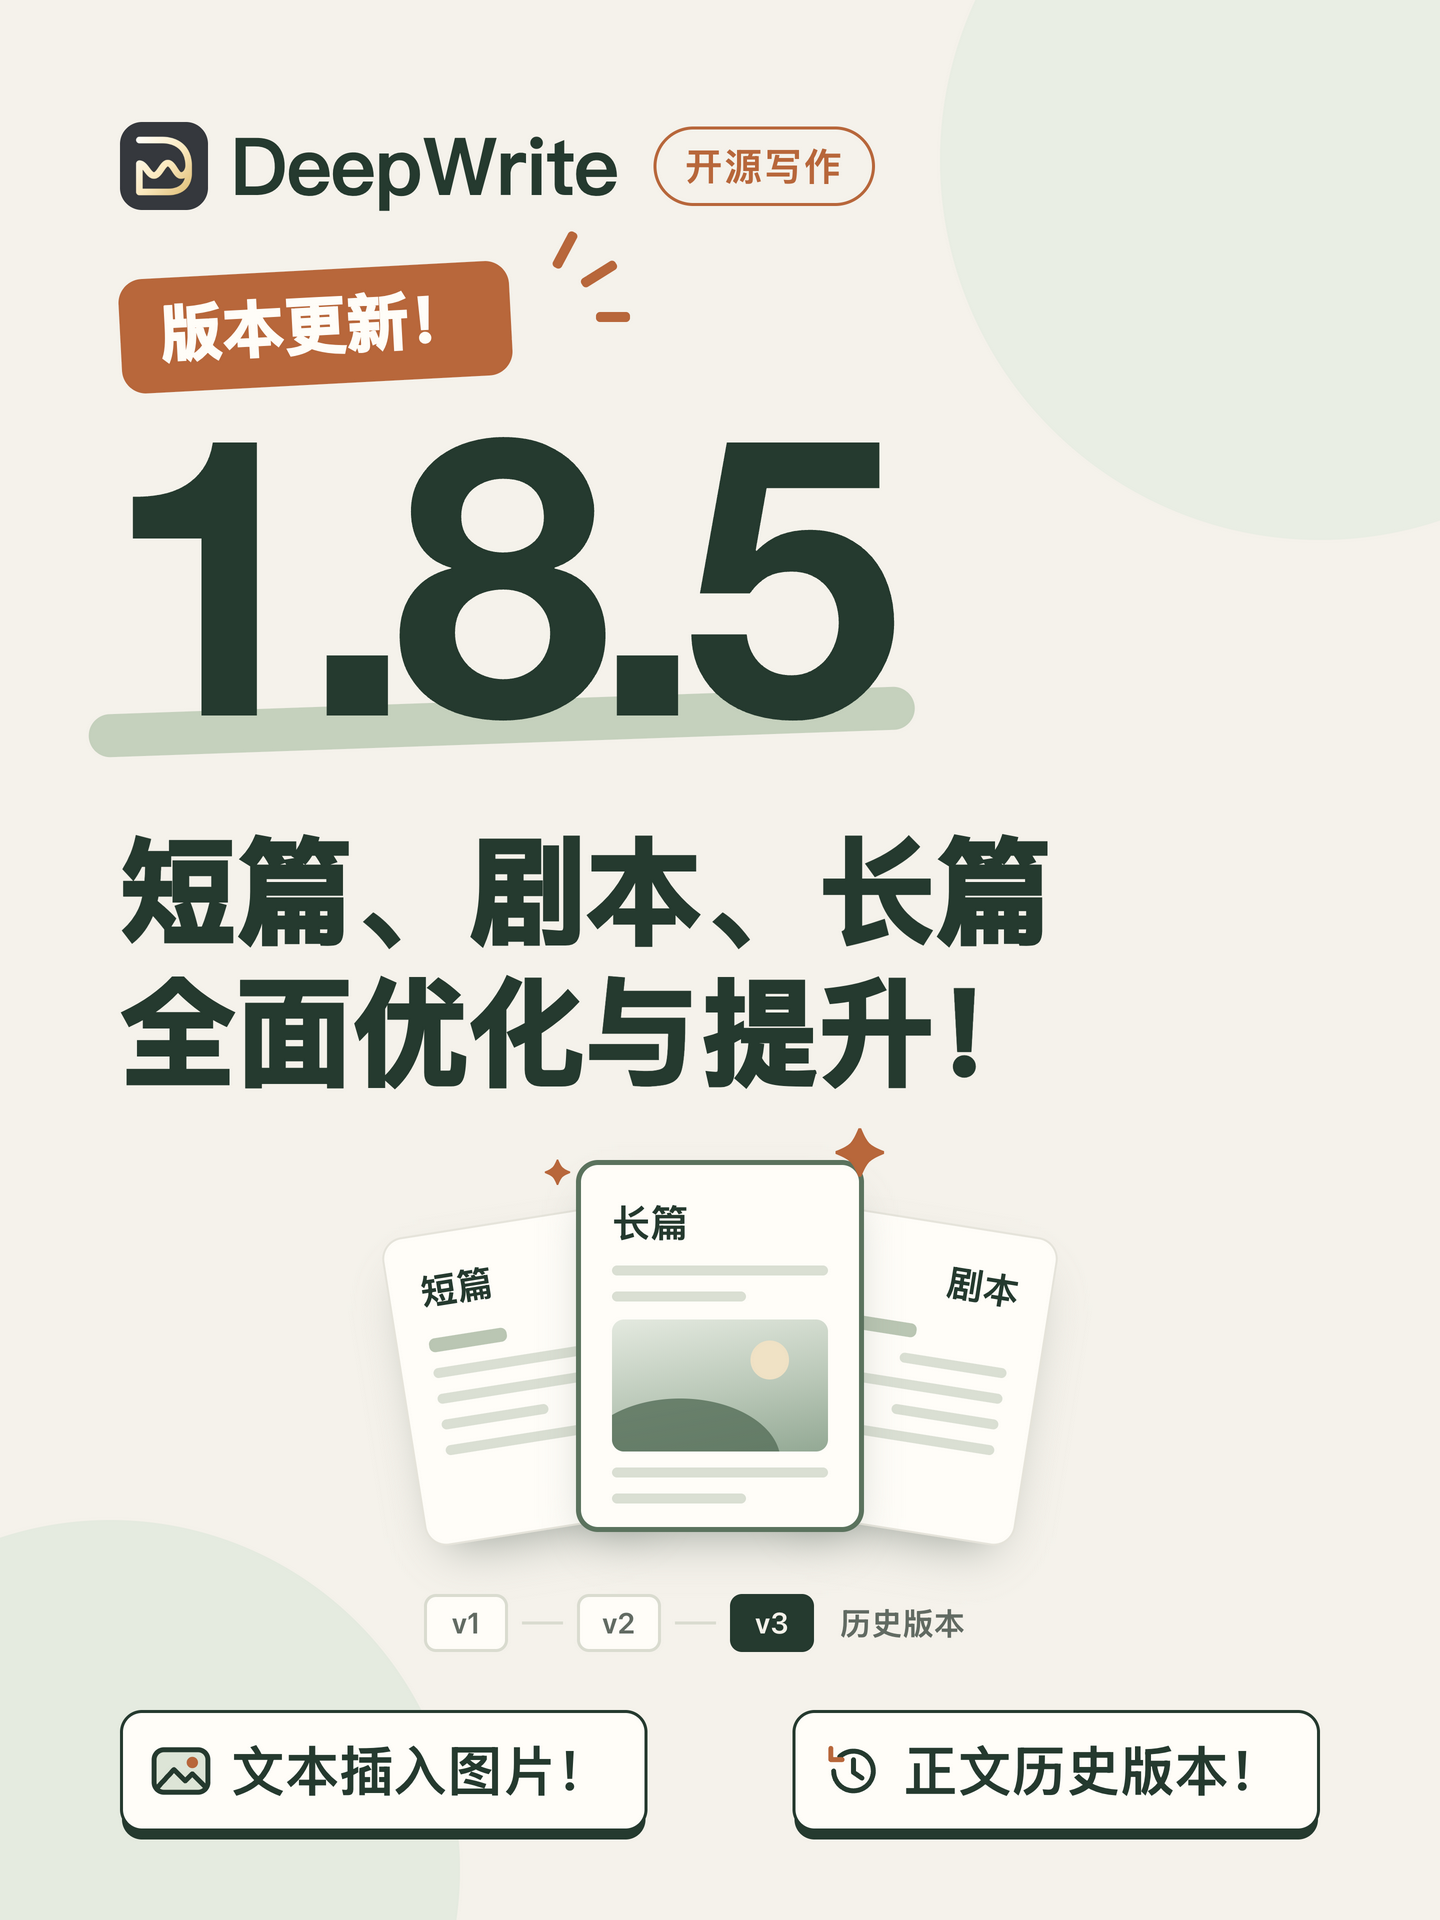 DeepWrite 开源写作
版本更新!
1.8.5
短篇、剧本、长篇
全面优化与提升!
长篇
短篇
剧本
v1 v2 v3 历史版本
文本插入图片!
正文历史版本!